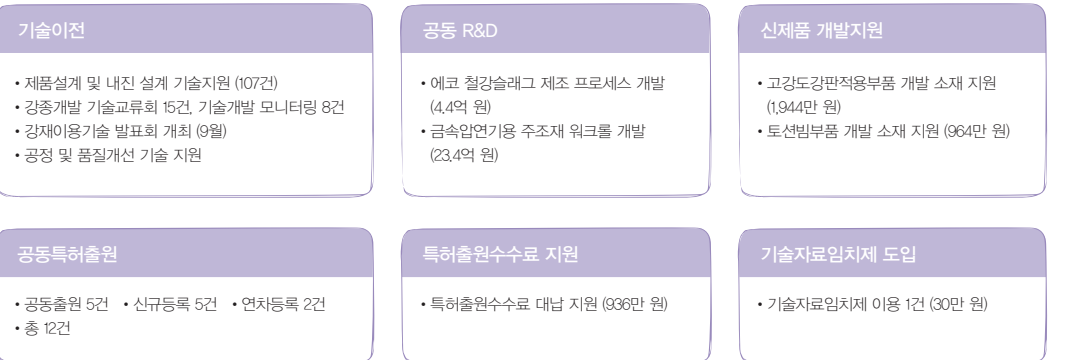 기술이전
• 제품설계 및 내진 설계 기술지원 (107건)
• 강종개발 기술교류회 15건, 기술개발 모니터링 8건
• 강재이용기술 발표회 개최 (9월)
• 공정 및 품질개선 기술 지원
공동 R&D
• 에코 철강슬래그 제조 프로세스 개발
(4.4억 원)
• 금속압연기용 주조재 워크롤 개발
(23.4억 원)
신제품 개발지원
• 고강도강판적용부품 개발 소재 지원
(1,944만 원)
• 토션빔부품 개발 소재 지원 (964만 원)
공동특허출원
• 공동출원 5건 • 신규등록 5건 • 연차등록 2건
• 총 12건
특허출원수수료 지원
• 특허출원수수료 대납 지원 (936만 원)
기술자료임치제 도입
• 기술자료임치제 이용 1건 (30만 원)